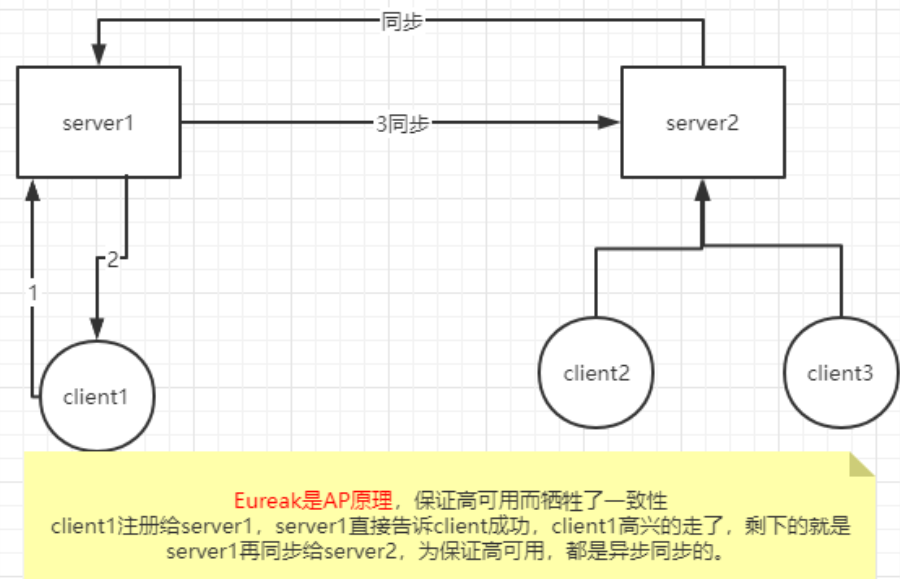 同步
server1
3同步
server2
2
1
client1
client2
client3
Eureak是AP原理，保证高可用而牺牲了一致性
client1注册给server1，server1直接告诉client成功，client1高兴的走了，剩下的就是
server1再同步给server2，为保证高可用，都是异步同步的。